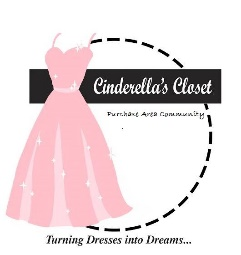 Cinderella's Closet
Purchase Area Community
Turning Dresses into Dreams...